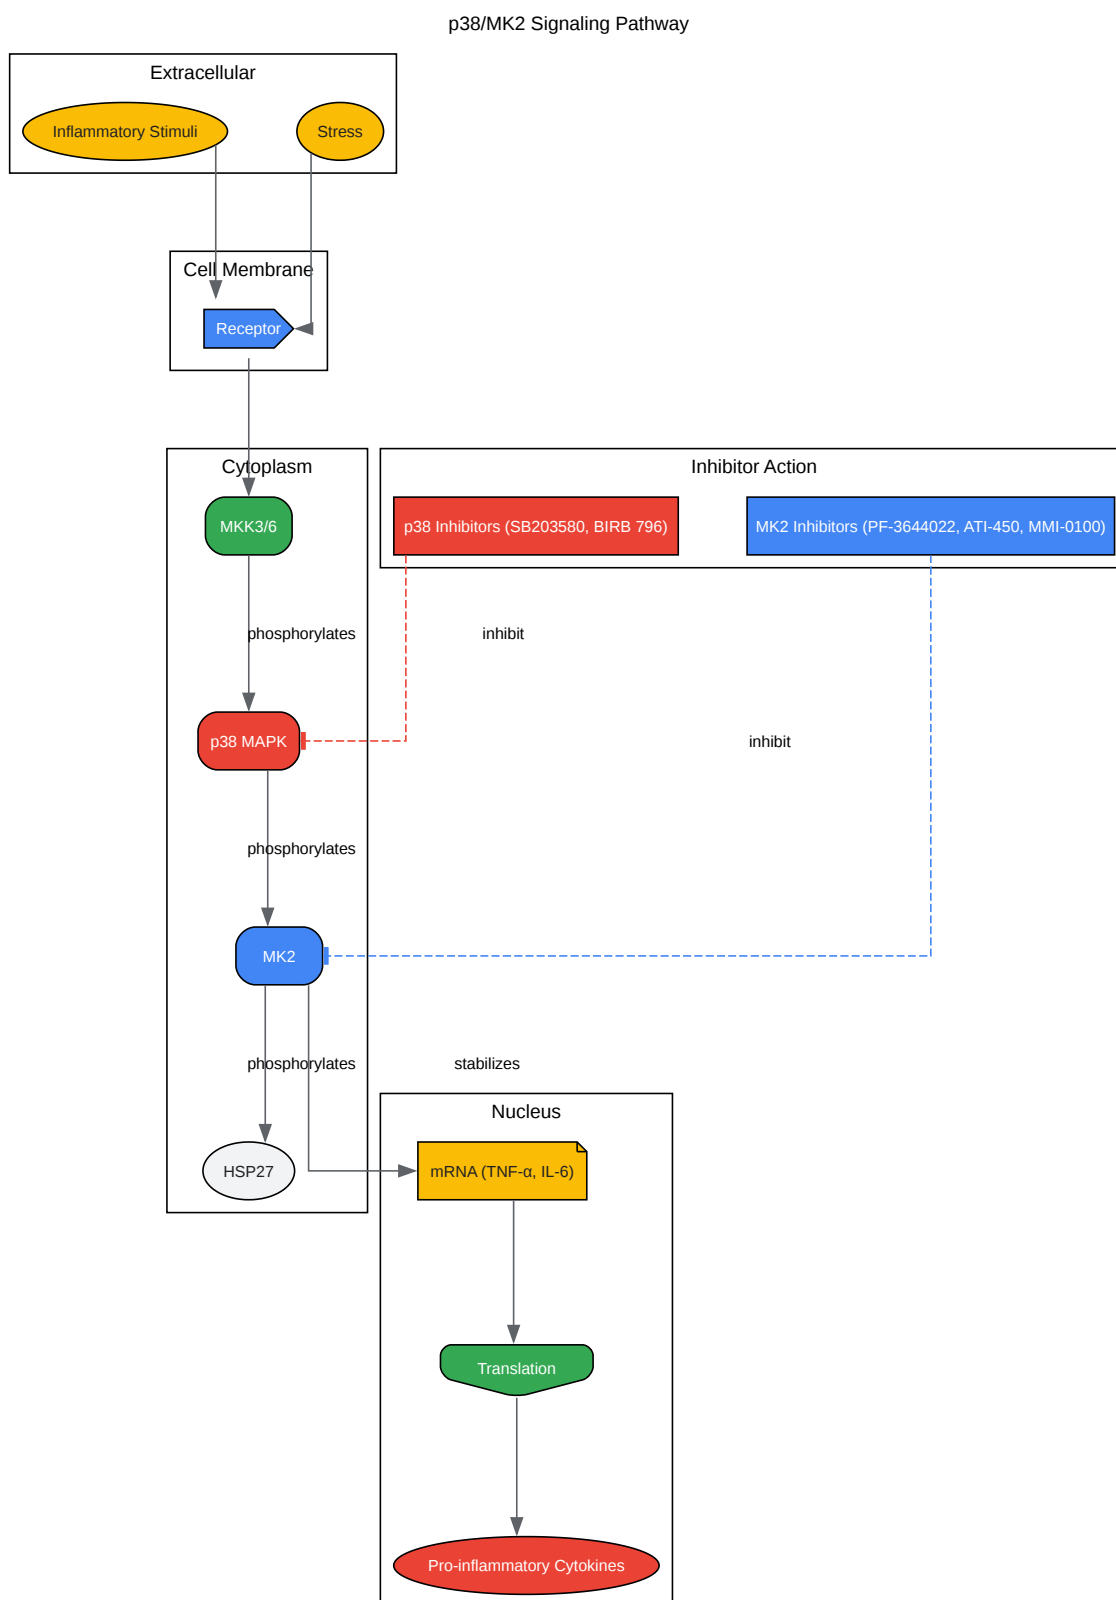 p38/MK2 Signaling Pathway
Extracellular
Inflammatory Stimuli
Stress
Cell Membrane
Receptor
Cytoplasm
Inhibitor Action
MKK3/6
p38 Inhibitors (SB203580, BIRB 796)
MK2 Inhibitors (PF-3644022, ATI-450, MMI-0100)
phosphorylates
inhibit
p38 MAPK
inhibit
phosphorylates
MK2
phosphorylates
stabilizes
Nucleus
HSP27
mRNA (TNF-α, IL-6)
Translation
Pro-inflammatory Cytokines